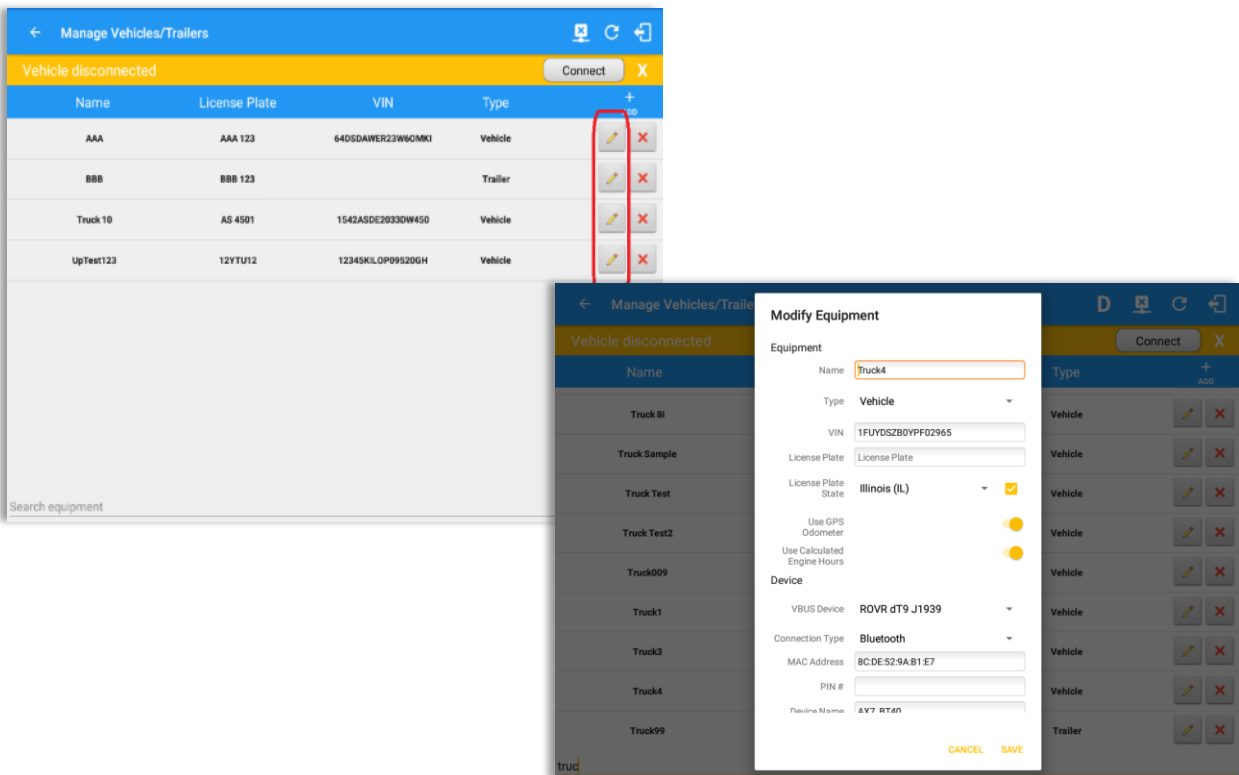 Manage Vehicles/Trailers
Vehicle disconnected Connect X
Name License Plate VIN Type +
AAA AAA 123 64DSDAWER23W6OMKI Vehicle
BBB BBB 123 Trailer
Truck 10 AS 4501 1542ASDE2033DW450 Vehicle
UpTest123 12YTU12 12345KILOP09520GH Vehicle
Search equipment
Manage Vehicles/Traile D
Vehicle disconnected Connect X
Name Type + ADD
Truck 8i Vehicle
Truck Sample Vehicle
Truck Test Vehicle
Truck Test2 Vehicle
Truck009 Vehicle
Truck1 Vehicle
Truck3 Vehicle
Truck4 Vehicle
Truck99 Trailer
truc
Modify Equipment
Equipment
Name Truck4
Type Vehicle
VIN 1FUYDSZB0YPF02965
License Plate License Plate
License Plate
State Illinois (IL)
Use GPS
Odometer
Use Calculated
Engine Hours
Device
VBUS Device ROVR dT9 J1939
Connection Type Bluetooth
MAC Address 8C:DE:52:9A:B1:E7
PIN #
Device Name AX7_BT40
CANCEL SAVE